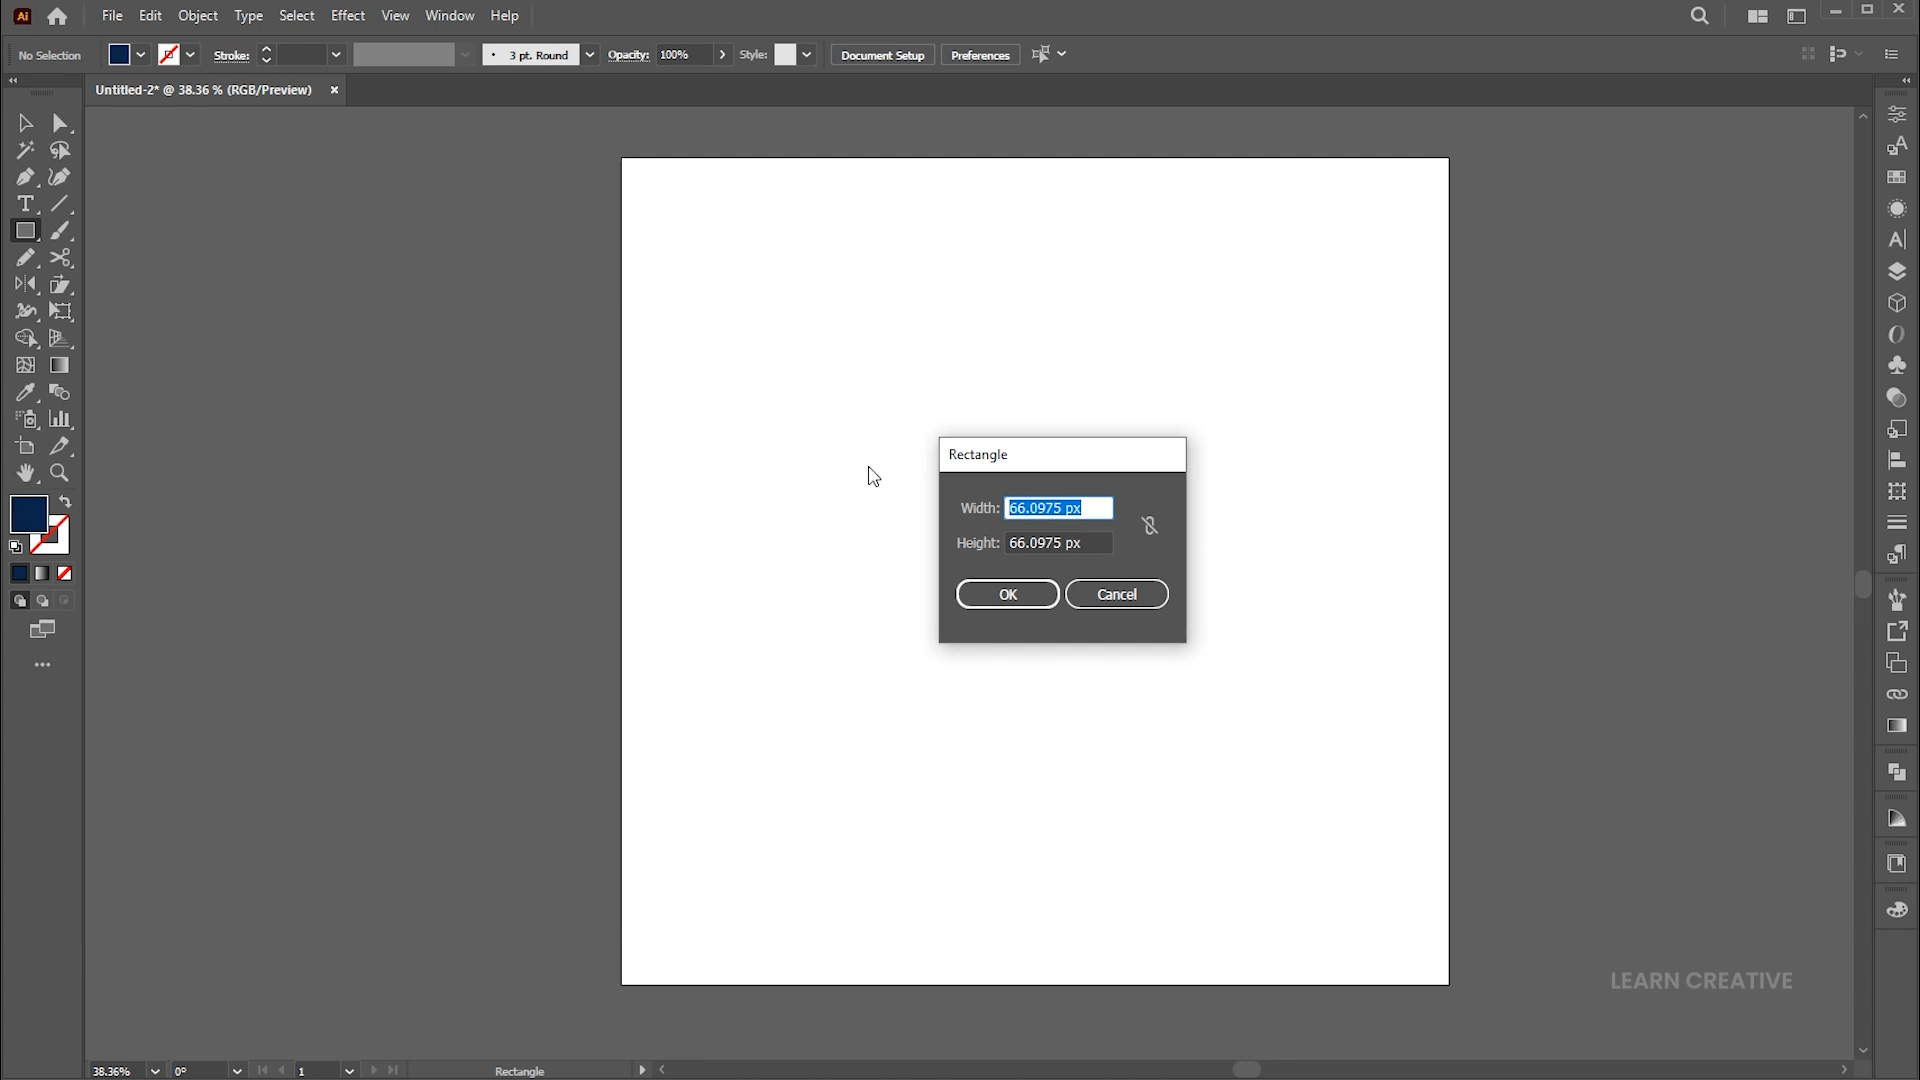 Ai File Edit Object Type Select Effect View Window Help
No Selection Stroke: 3 pt. Round Opacity: 100% Style: Document Setup Preferences
Untitled-2* @ 38.36 % (RGB/Preview)
Rectangle
Width: 66.0975 px
Height: 66.0975 px
OK Cancel
LEARN CREATIVE
38.36% 0° 1 Rectangle